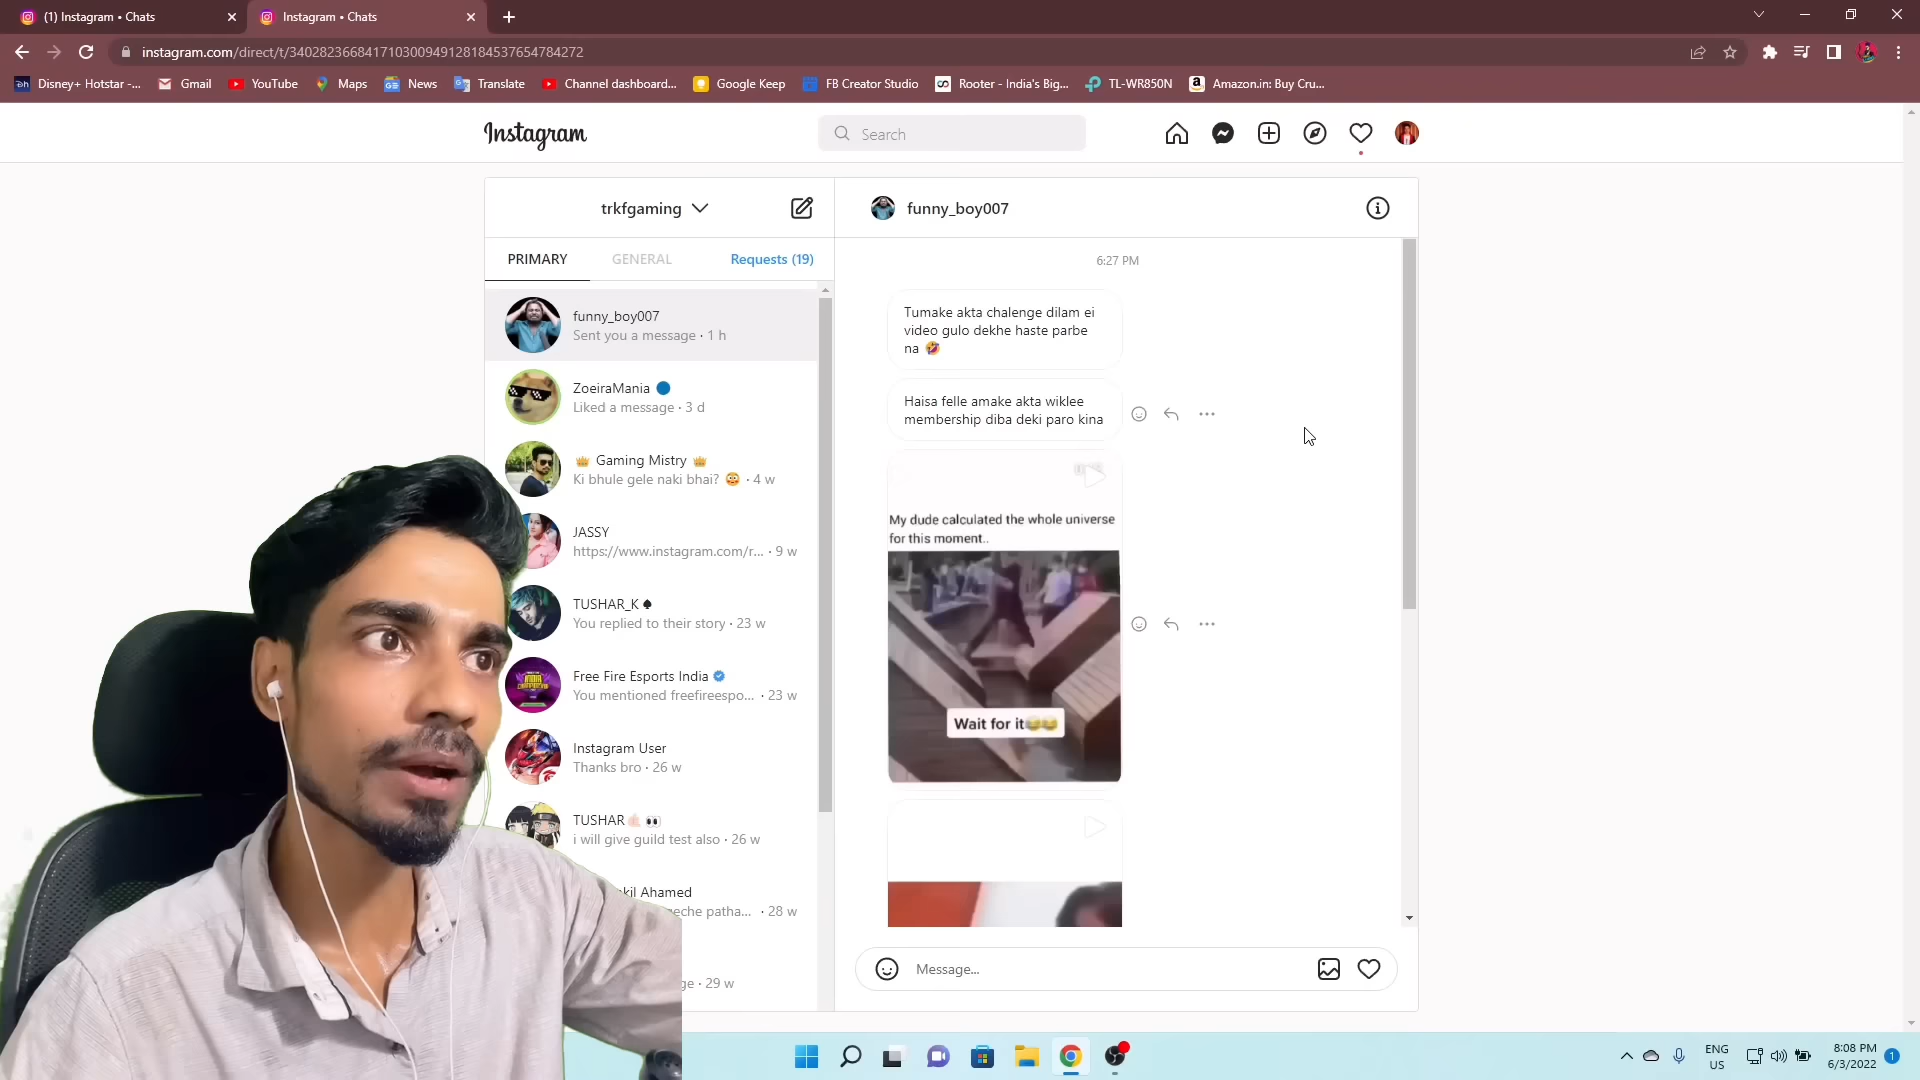 (1) Instagram • Chats
Instagram • Chats
instagram.com/direct/t/340282366841710300949128184537654784272
Disney+ Hotstar -...
Gmail
YouTube
Maps
News
Translate
Channel dashboard...
Google Keep
FB Creator Studio
Rooter - India's Big...
TL-WR850N
Amazon.in: Buy Cru...
Instagram
Search
trkfgaming
funny_boy007
PRIMARY
GENERAL
Requests (19)
6:27 PM
funny_boy007
Sent you a message · 1 h
ZoeiraMania
Liked a message · 3 d
👑 Gaming Mistry 👑
Ki bhule gele naki bhai? · 4 w
JASSY
https://www.instagram.com/r... · 9 w
TUSHAR_K ♠
You replied to their story · 23 w
Free Fire Esports India
You mentioned freefireespo... · 23 w
Instagram User
Thanks bro · 26 w
TUSHAR 👀
i will give guild test also · 26 w
kil Ahamed
eche patha... · 28 w
ge · 29 w
Tumake akta chalenge dilam ei
video gulo dekhe haste parbe
na 🤣
Haisa felle amake akta wiklee
membership diba deki paro kina
My dude calculated the whole universe
for this moment..
Wait for it😂😂
Message...
ENG
US
8:08 PM
6/3/2022
1